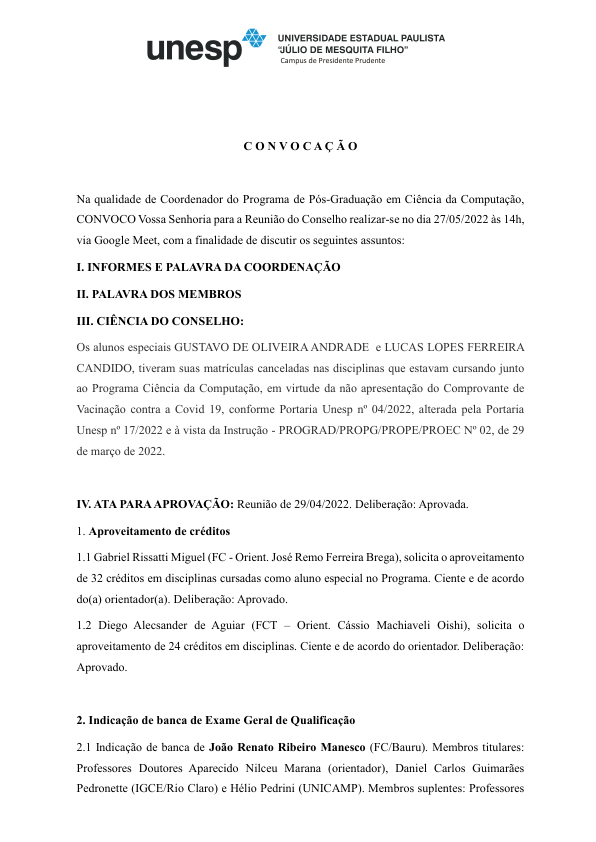 unesp
UNIVERSIDADE ESTADUAL PAULISTA
"JÚLIO DE MESQUITA FILHO"
Campus de Presidente Prudente
C O N V O C A Ç Ã O
Na qualidade de Coordenador do Programa de Pós-Graduação em Ciência da Computação,
CONVOCO Vossa Senhoria para a Reunião do Conselho realizar-se no dia 27/05/2022 às 14h,
via Google Meet, com a finalidade de discutir os seguintes assuntos:
I. INFORMES E PALAVRA DA COORDENAÇÃO
II. PALAVRA DOS MEMBROS
III. CIÊNCIA DO CONSELHO:
Os alunos especiais GUSTAVO DE OLIVEIRA ANDRADE e LUCAS LOPES FERREIRA
CANDIDO, tiveram suas matrículas canceladas nas disciplinas que estavam cursando junto
ao Programa Ciência da Computação, em virtude da não apresentação do Comprovante de
Vacinação contra a Covid 19, conforme Portaria Unesp nº 04/2022, alterada pela Portaria
Unesp nº 17/2022 e à vista da Instrução - PROGRAD/PROPG/PROPE/PROEC Nº 02, de 29
de março de 2022.
IV. ATA PARA APROVAÇÃO: Reunião de 29/04/2022. Deliberação: Aprovada.
1. Aproveitamento de créditos
1.1 Gabriel Rissatti Miguel (FC - Orient. José Remo Ferreira Brega), solicita o aproveitamento
de 32 créditos em disciplinas cursadas como aluno especial no Programa. Ciente e de acordo
do(a) orientador(a). Deliberação: Aprovado.
1.2 Diego Alecsander de Aguiar (FCT – Orient. Cássio Machiaveli Oishi), solicita o
aproveitamento de 24 créditos em disciplinas. Ciente e de acordo do orientador. Deliberação:
Aprovado.
2. Indicação de banca de Exame Geral de Qualificação
2.1 Indicação de banca de João Renato Ribeiro Manesco (FC/Bauru). Membros titulares:
Professores Doutores Aparecido Nilceu Marana (orientador), Daniel Carlos Guimarães
Pedronette (IGCE/Rio Claro) e Hélio Pedrini (UNICAMP). Membros suplentes: Professores